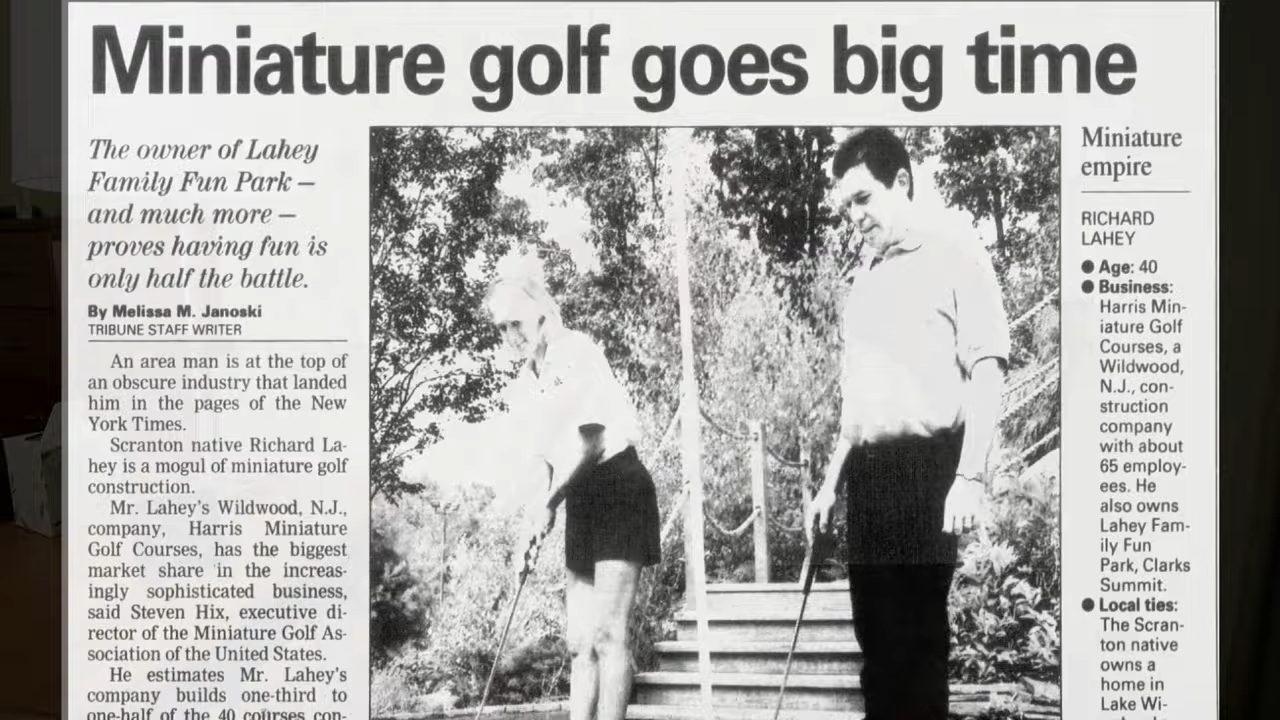 Miniature golf goes big time
The owner of Lahey
Family Fun Park –
and much more –
proves having fun is
only half the battle.
By Melissa M. Janoski
TRIBUNE STAFF WRITER
An area man is at the top of
an obscure industry that landed
him in the pages of the New
York Times.
Scranton native Richard La-
hey is a mogul of miniature golf
construction.
Mr. Lahey's Wildwood, N.J.,
company, Harris Miniature
Golf Courses, has the biggest
market share in the increas-
ingly sophisticated business,
said Steven Hix, executive di-
rector of the Miniature Golf As-
sociation of the United States.
He estimates Mr. Lahey's
company builds one-third to
one-half of the 40 courses con-
Miniature
empire
RICHARD
LAHEY
● Age: 40
● Business:
Harris Min-
iature Golf
Courses, a
Wildwood,
N.J., con-
struction
company
with about
65 employ-
ees. He
also owns
Lahey Fam-
ily Fun
Park, Clarks
Summit.
● Local ties:
The Scran-
ton native
owns a
home in
Lake Wi-